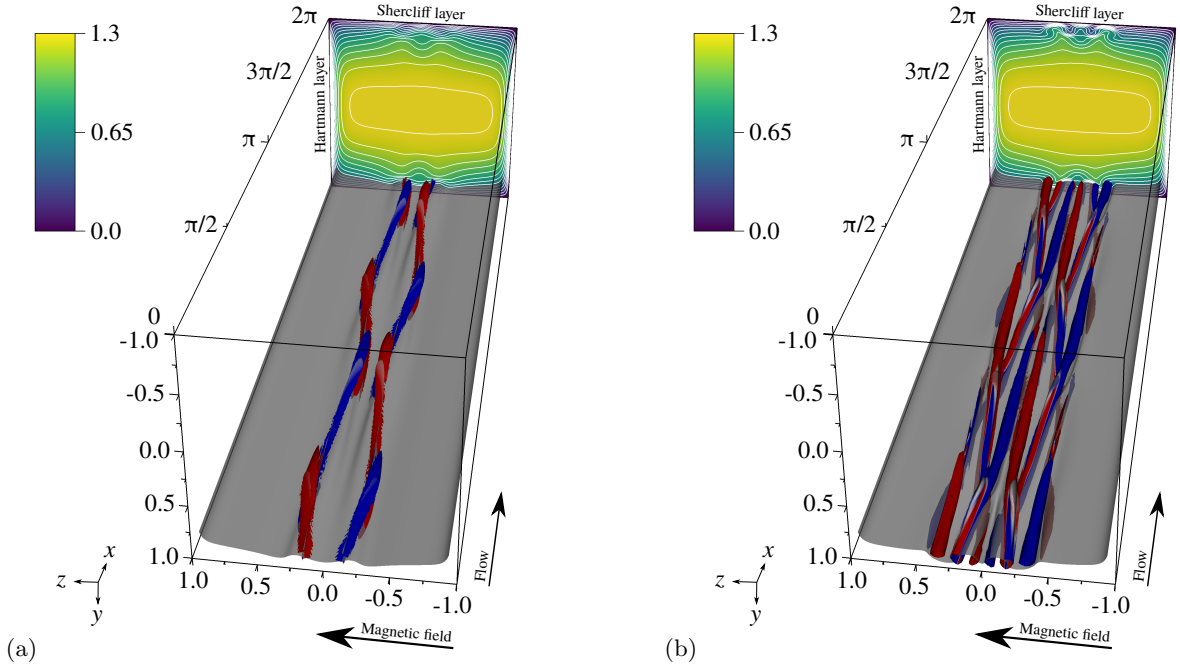 Shercliff layer
2π
1.3
3π/2
Hartmann layer
0.65
π
0.0
π/2
0
-1.0
-0.5
0.0
0.5
1.0
x
z
y
1.0
0.5
0.0
-0.5
-1.0
Flow
Magnetic field
(a)
Shercliff layer
2π
1.3
3π/2
Hartmann layer
0.65
π
0.0
π/2
0
-1.0
-0.5
0.0
0.5
1.0
x
z
y
1.0
0.5
0.0
-0.5
-1.0
Flow
Magnetic field
(b)